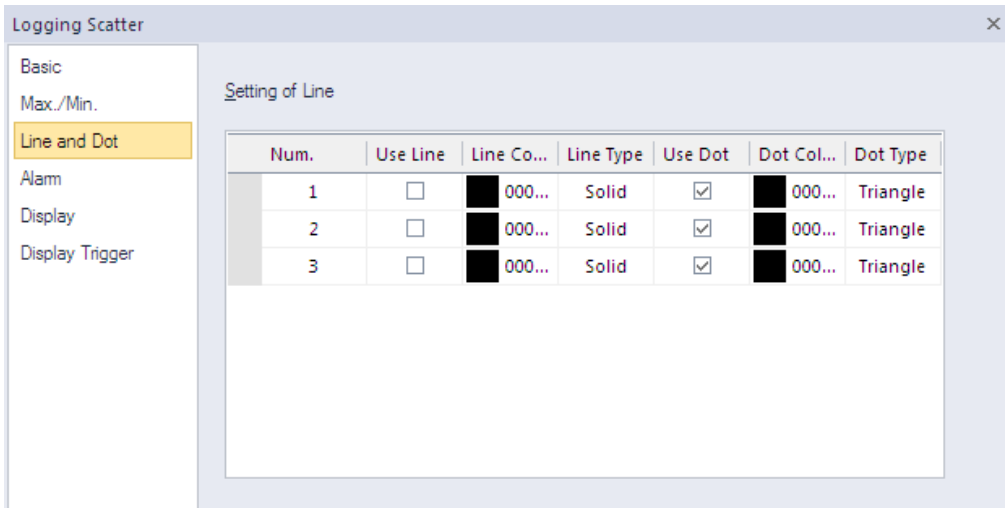 Logging Scatter
Basic
Max./Min.
Line and Dot
Alarm
Display
Display Trigger
Setting of Line
Num. Use Line Line Co... Line Type Use Dot Dot Col... Dot Type
1 000... Solid 000... Triangle
2 000... Solid 000... Triangle
3 000... Solid 000... Triangle